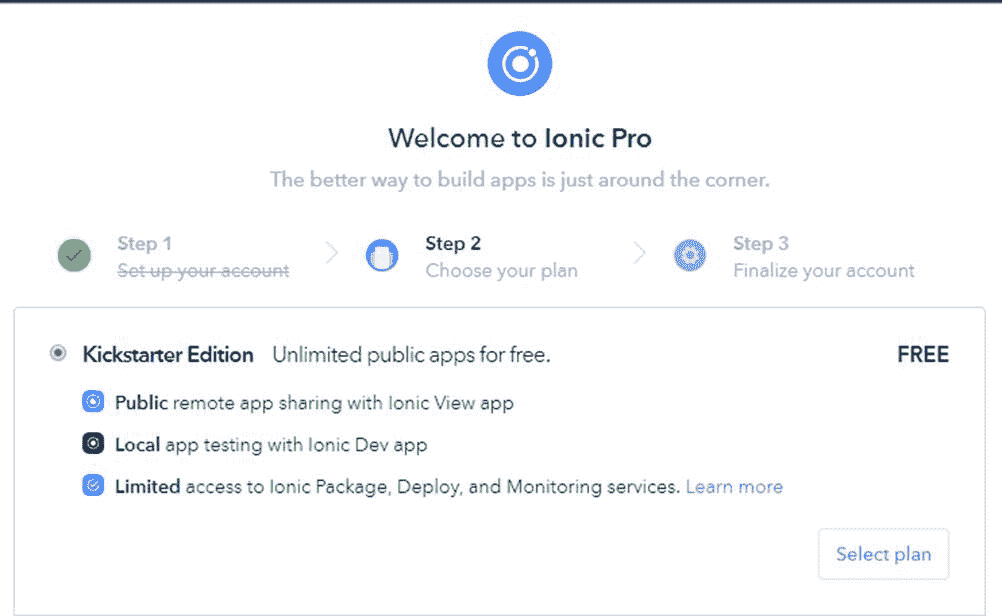 Welcome to Ionic Pro
The better way to build apps is just around the corner.
Step 1
Set up your account
Step 2
Choose your plan
Step 3
Finalize your account
Kickstarter Edition Unlimited public apps for free. FREE
Public remote app sharing with Ionic View app
Local app testing with Ionic Dev app
Limited access to Ionic Package, Deploy, and Monitoring services. Learn more
Select plan